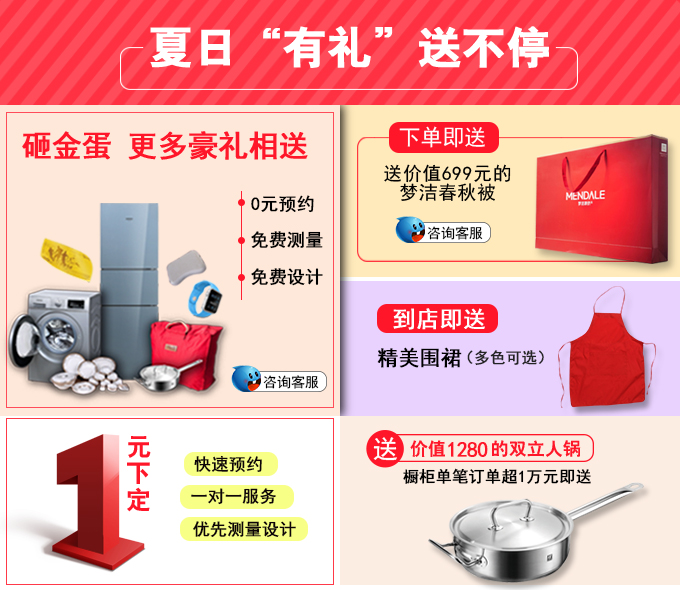 夏日“有礼”送不停
砸金蛋 更多豪礼相送
0元预约
免费测量
免费设计
咨询客服
下单即送
送价值699元的
梦洁春秋被
咨询客服
MENDALE
到店即送
精美围裙（多色可选）
1
元下定
快速预约
一对一服务
优先测量设计
送 价值1280的双立人锅
橱柜单笔订单超1万元即送